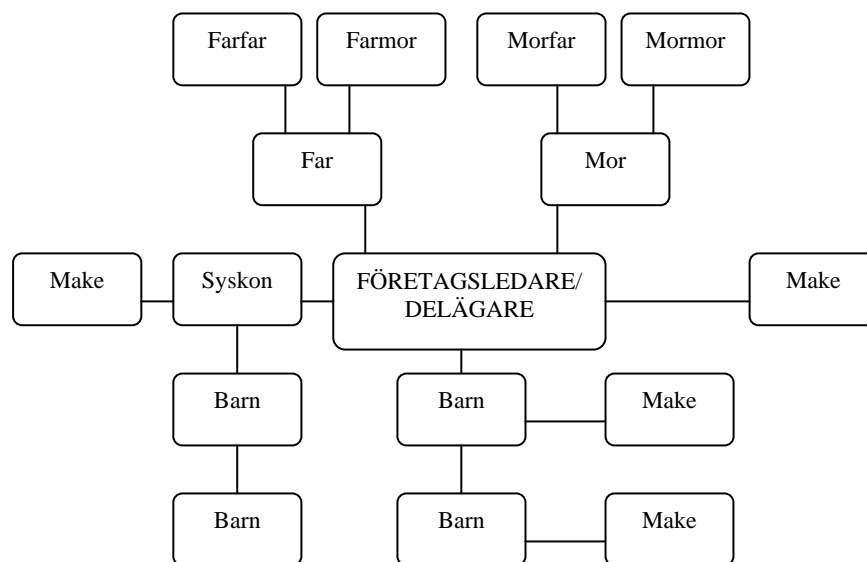 Farfar
Farmor
Morfar
Mormor
Far
Mor
Make
Syskon
FÖRETAGSLEDARE/
DELÄGARE
Make
Barn
Barn
Make
Barn
Barn
Make